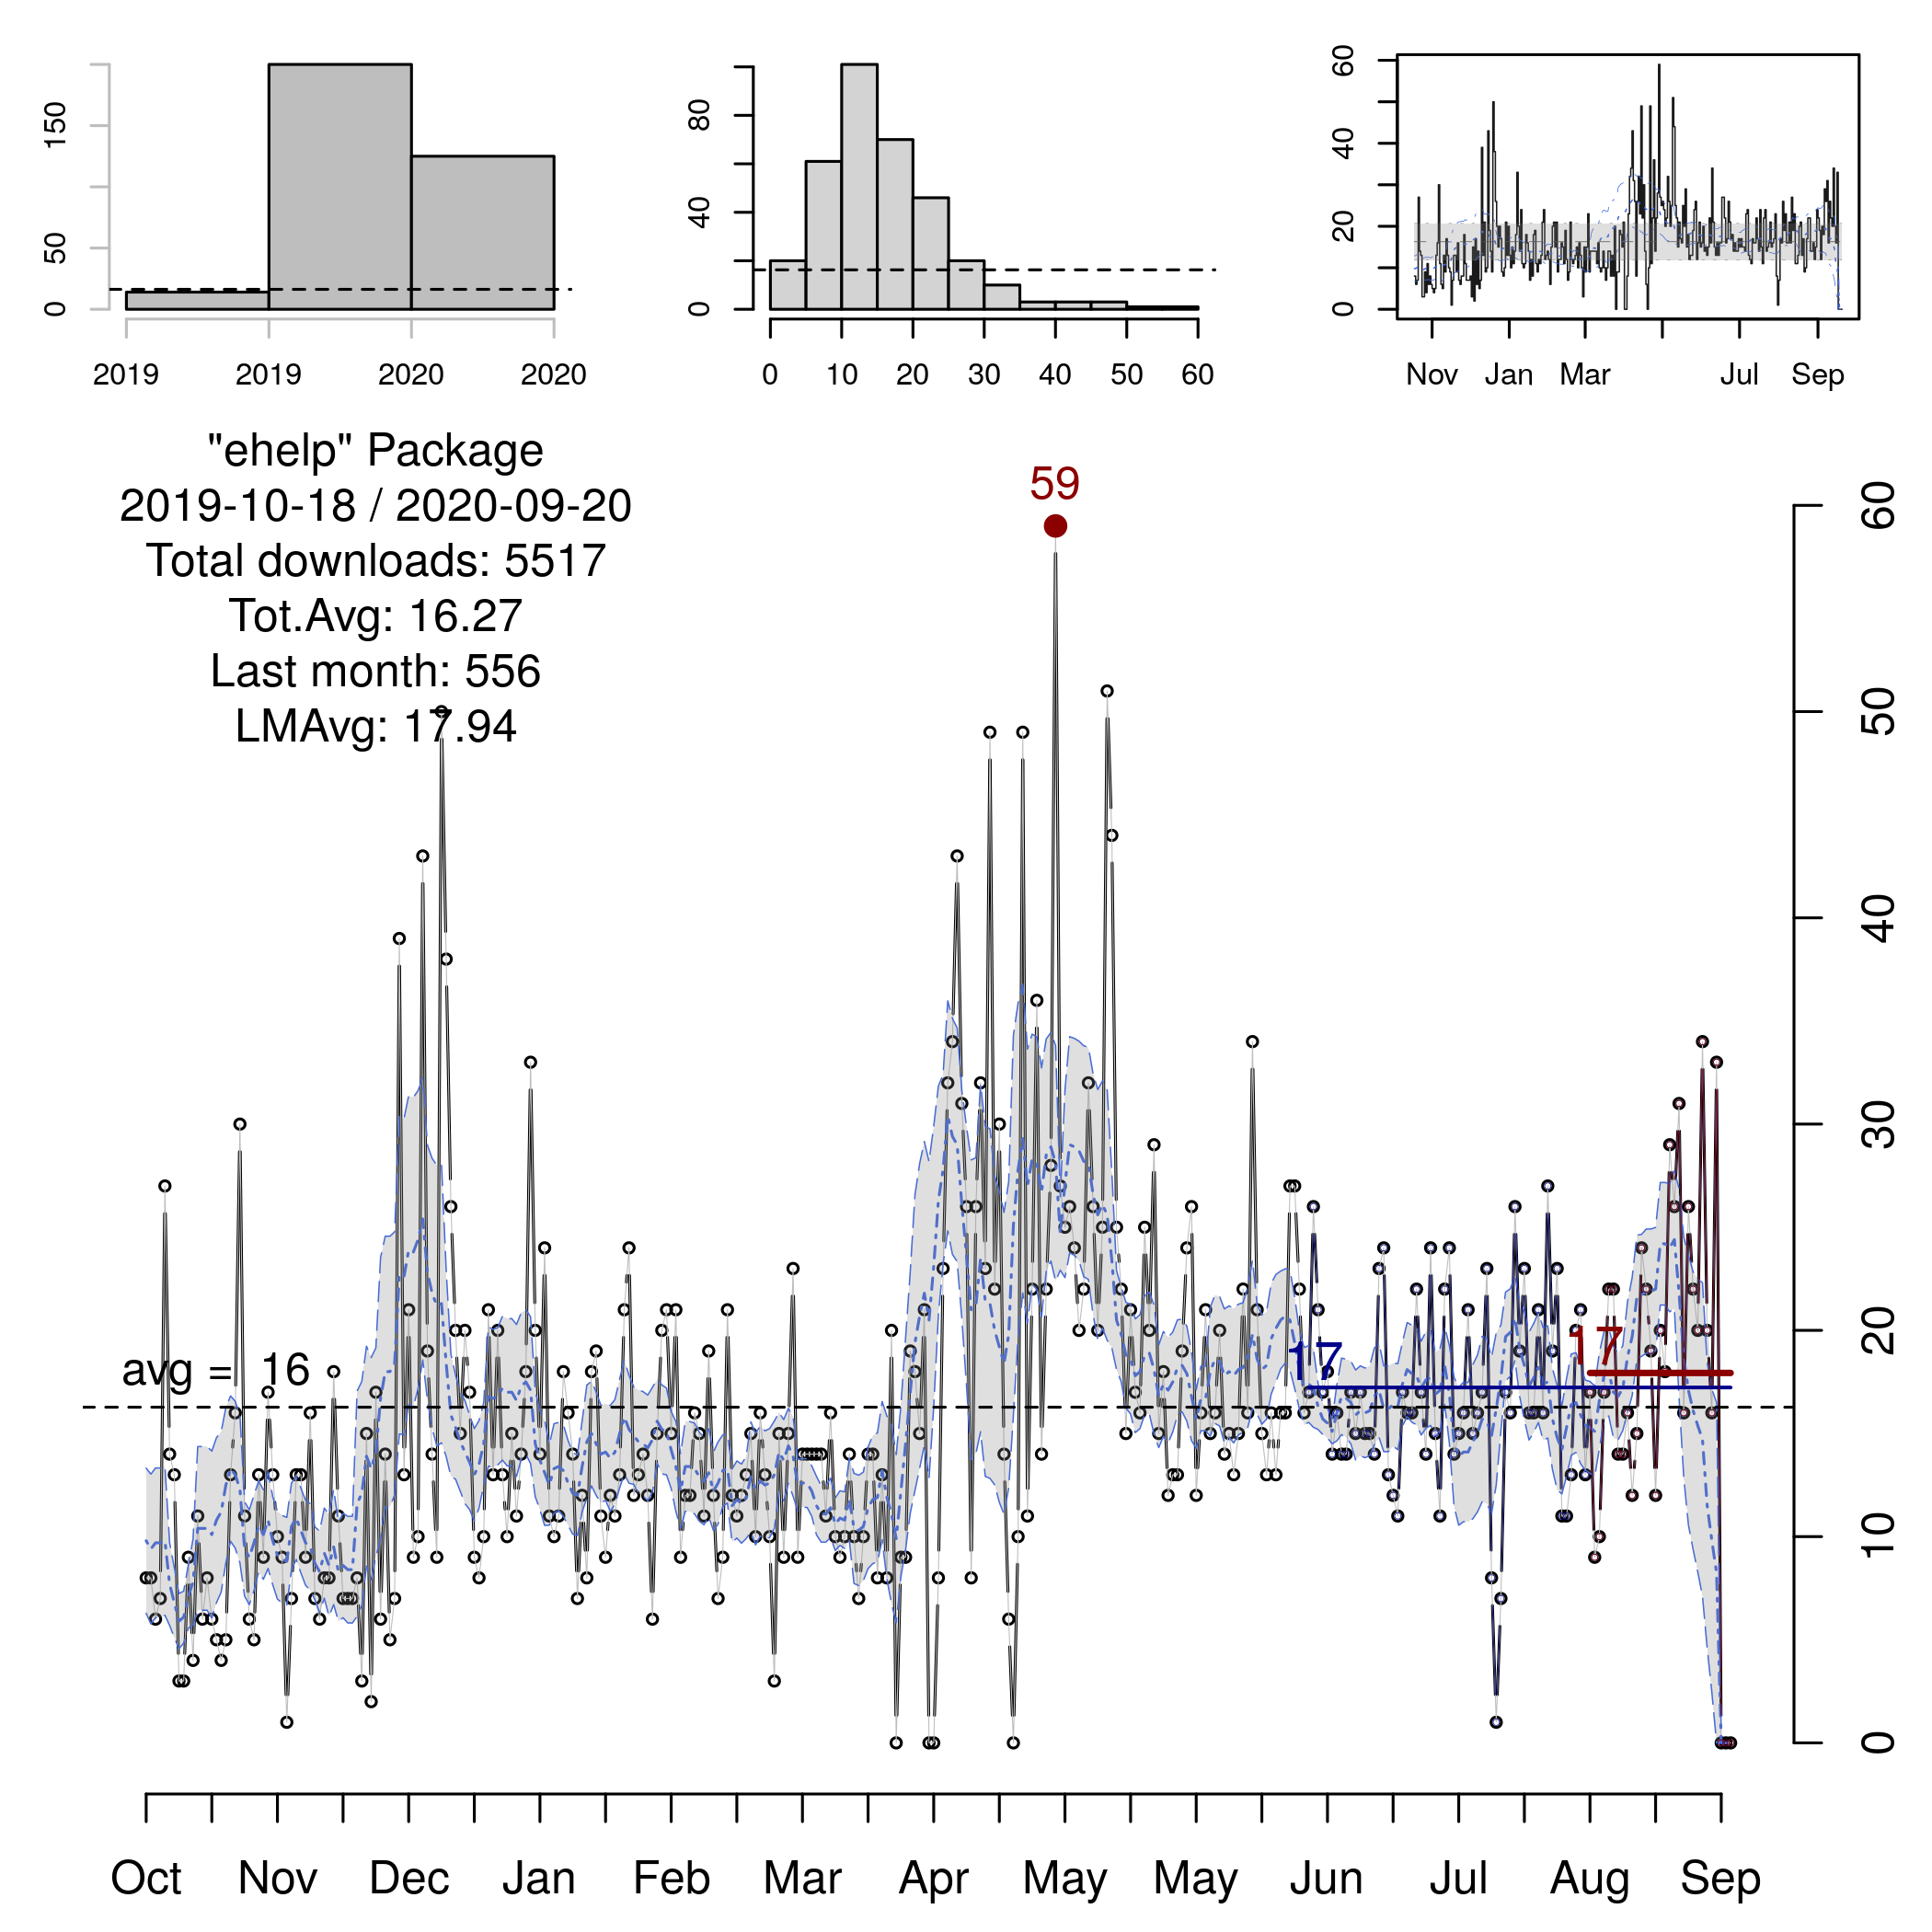 150
50
0
2019 2019 2020 2020
80
40
0
0 10 20 30 40 50 60
60
40
20
0
Nov Jan Mar Jul Sep
"ehelp" Package
2019-10-18 / 2020-09-20
Total downloads: 5517
Tot.Avg: 16.27
Last month: 556
LMAvg: 17.94
59
avg = 16
17
17
60
50
40
30
20
10
0
Oct Nov Dec Jan Feb Mar Apr May May Jun Jul Aug Sep